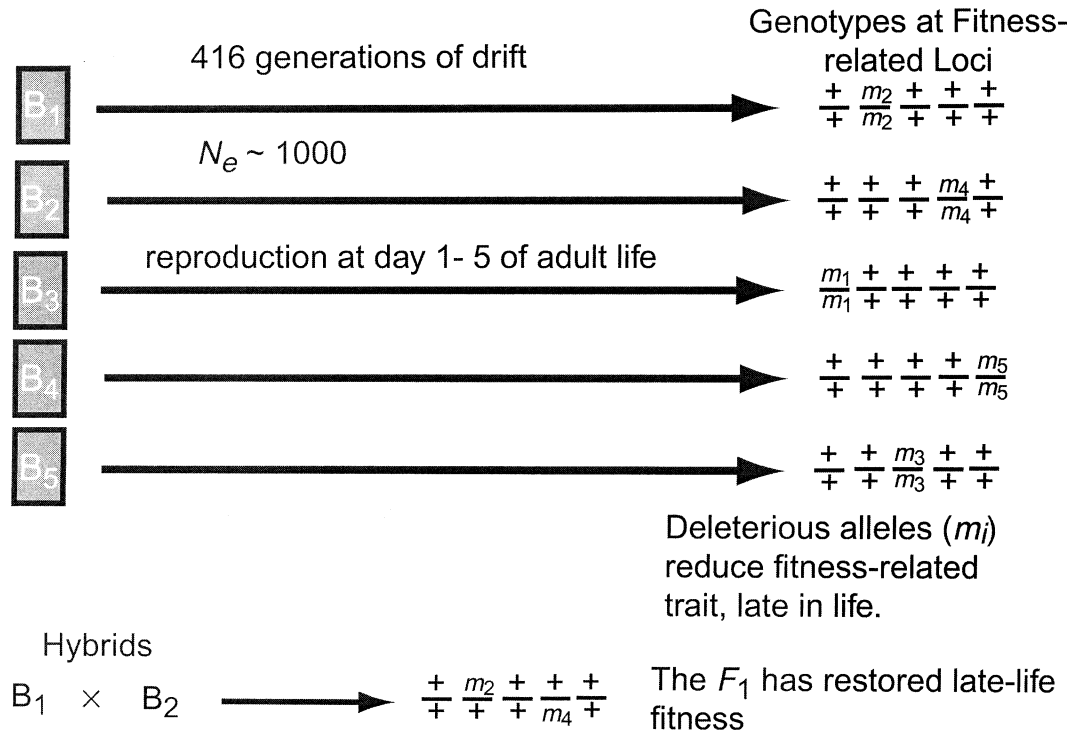 Genotypes at Fitness-
related Loci
416 generations of drift
B1
+ m2 + + +
+ m2 + + +
Ne ~ 1000
B2
+ + + m4 +
+ + + m4 +
reproduction at day 1- 5 of adult life
B3
m1 + + + +
m1 + + + +
B4
+ + + + m5
+ + + + m5
B5
+ + m3 + +
+ + m3 + +
Deleterious alleles (mi)
reduce fitness-related
trait, late in life.
Hybrids
B1 × B2
+ m2 + + +
+ + + m4 +
The F1 has restored late-life
fitness